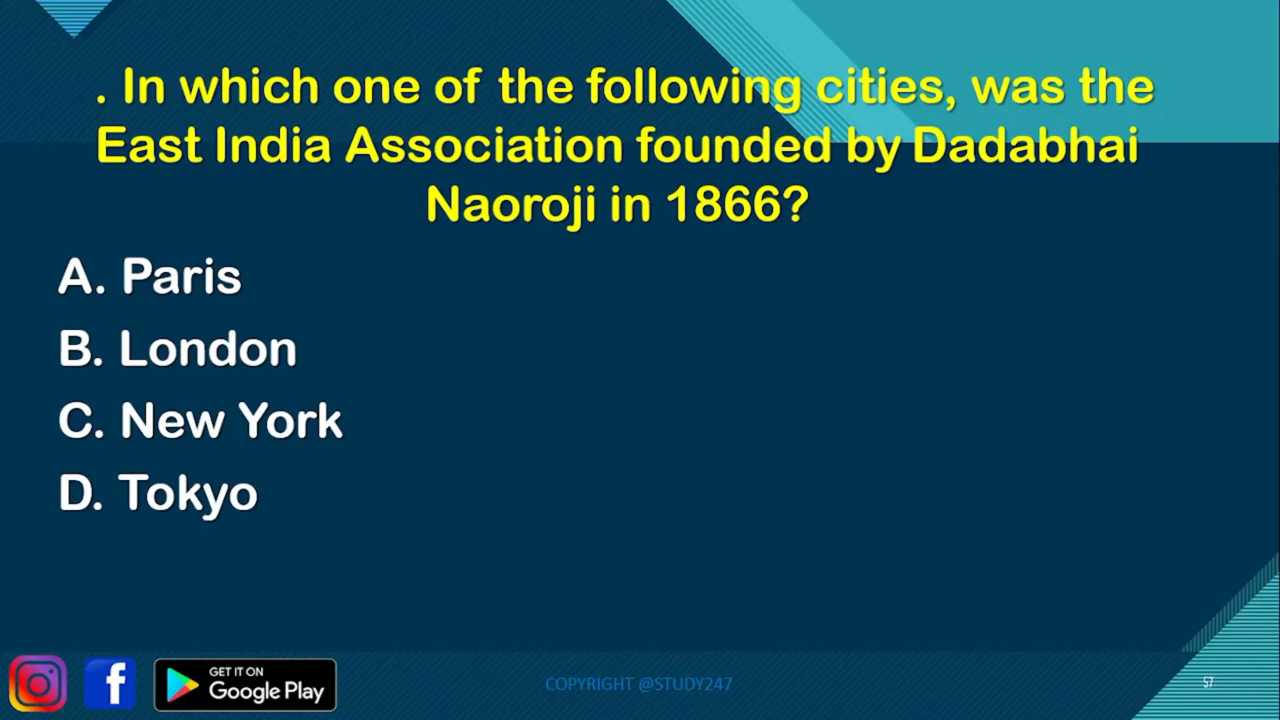 . In which one of the following cities, was the
East India Association founded by Dadabhai
Naoroji in 1866?
A. Paris
B. London
C. New York
D. Tokyo
f
GET IT ON
Google Play
COPYRIGHT @STUDY247
57